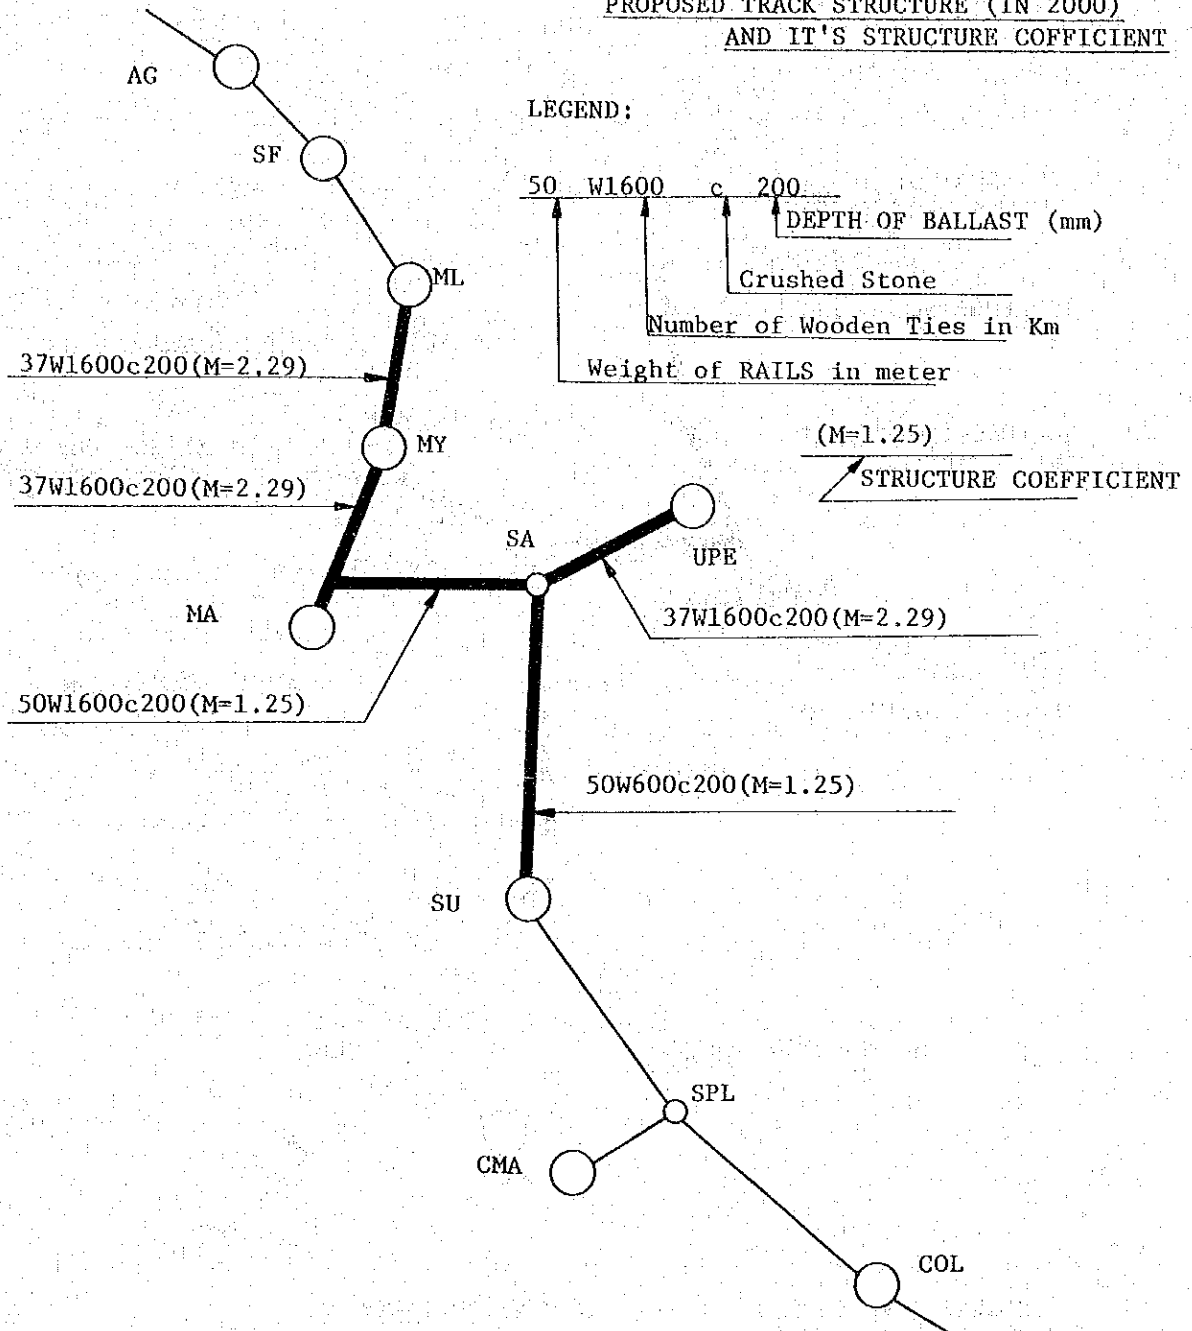 PROPOSED TRACK STRUCTURE (IN 2000)
AND IT'S STRUCTURE COFFICIENT
AG
SF
LEGEND:
50 W1600 c 200
DEPTH OF BALLAST (mm)
Crushed Stone
Number of Wooden Ties in Km
Weight of RAILS in meter
ML
37W1600c200(M=2.29)
MY
(M=1.25)
STRUCTURE COEFFICIENT
37W1600c200(M=2.29)
SA
UPE
MA
37W1600c200(M=2.29)
50W1600c200(M=1.25)
50W600c200(M=1.25)
SU
SPL
CMA
COL